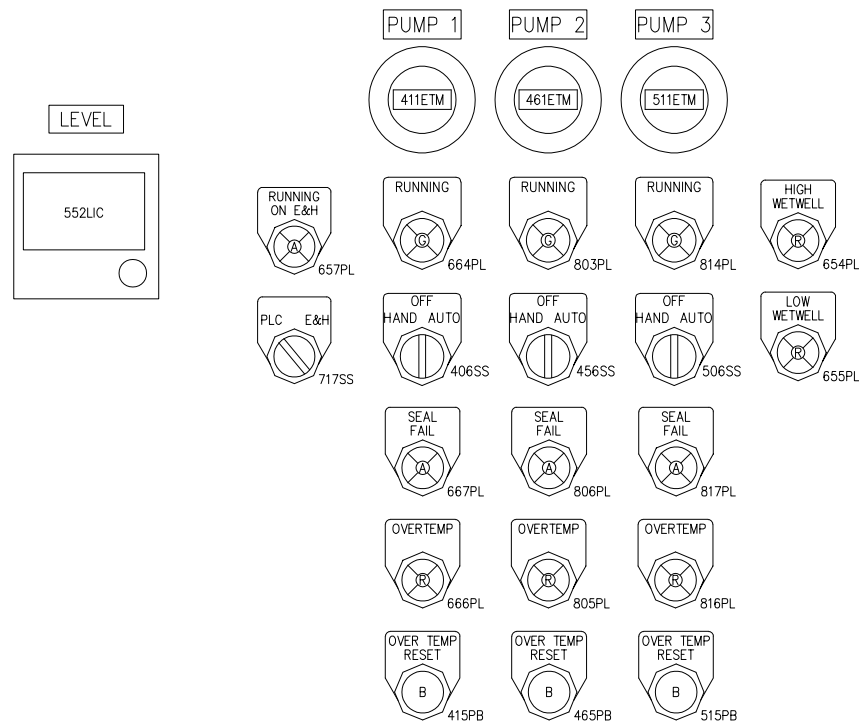 PUMP 1
PUMP 2
PUMP 3
411ETM
461ETM
511ETM
LEVEL
552LIC
RUNNING
ON E&H
A
657PL
RUNNING
G
664PL
RUNNING
G
803PL
RUNNING
G
814PL
HIGH
WETWELL
R
654PL
PLC E&H
717SS
OFF
HAND AUTO
406SS
OFF
HAND AUTO
456SS
OFF
HAND AUTO
506SS
LOW
WETWELL
R
655PL
SEAL
FAIL
A
667PL
SEAL
FAIL
A
806PL
SEAL
FAIL
A
817PL
OVERTEMP
R
666PL
OVERTEMP
R
805PL
OVERTEMP
R
816PL
OVER TEMP
RESET
B
415PB
OVER TEMP
RESET
B
465PB
OVER TEMP
RESET
B
515PB